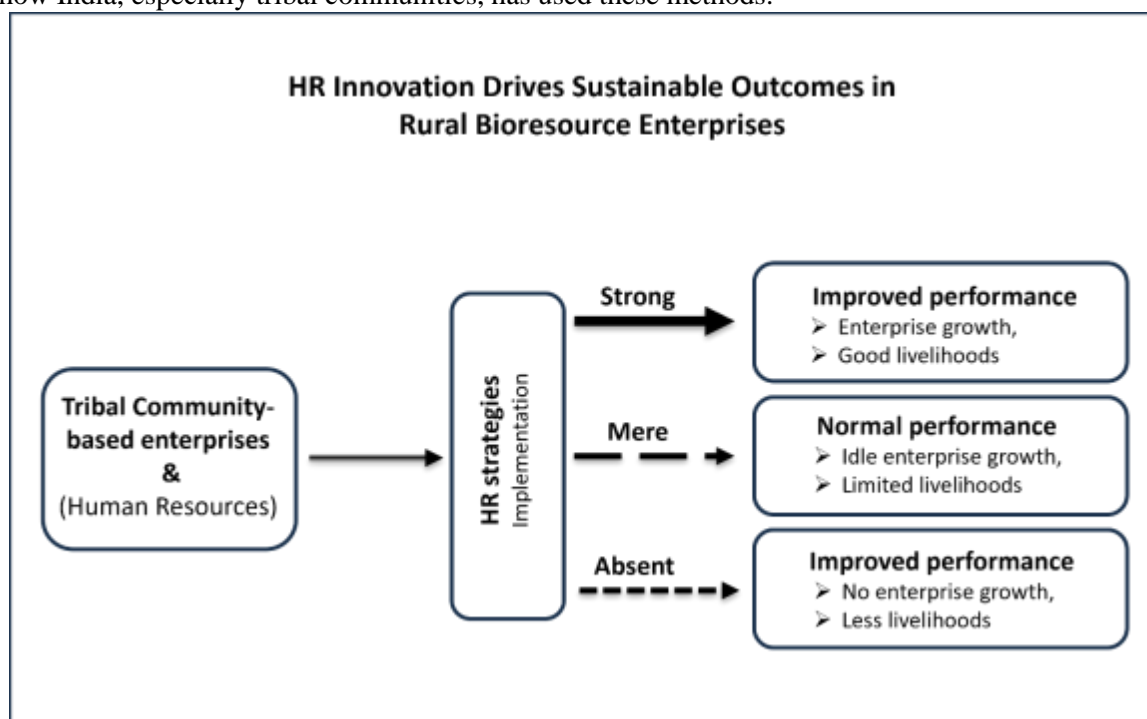 now India, especially tribal communities, has used these methods.
HR Innovation Drives Sustainable Outcomes in
Rural Bioresource Enterprises
Tribal Community-
based enterprises
&
(Human Resources)
HR strategies
Implementation
Strong
Improved performance
➢ Enterprise growth,
➢ Good livelihoods
Mere
Normal performance
➢ Idle enterprise growth,
➢ Limited livelihoods
Absent
Improved performance
➢ No enterprise growth,
➢ Less livelihoods